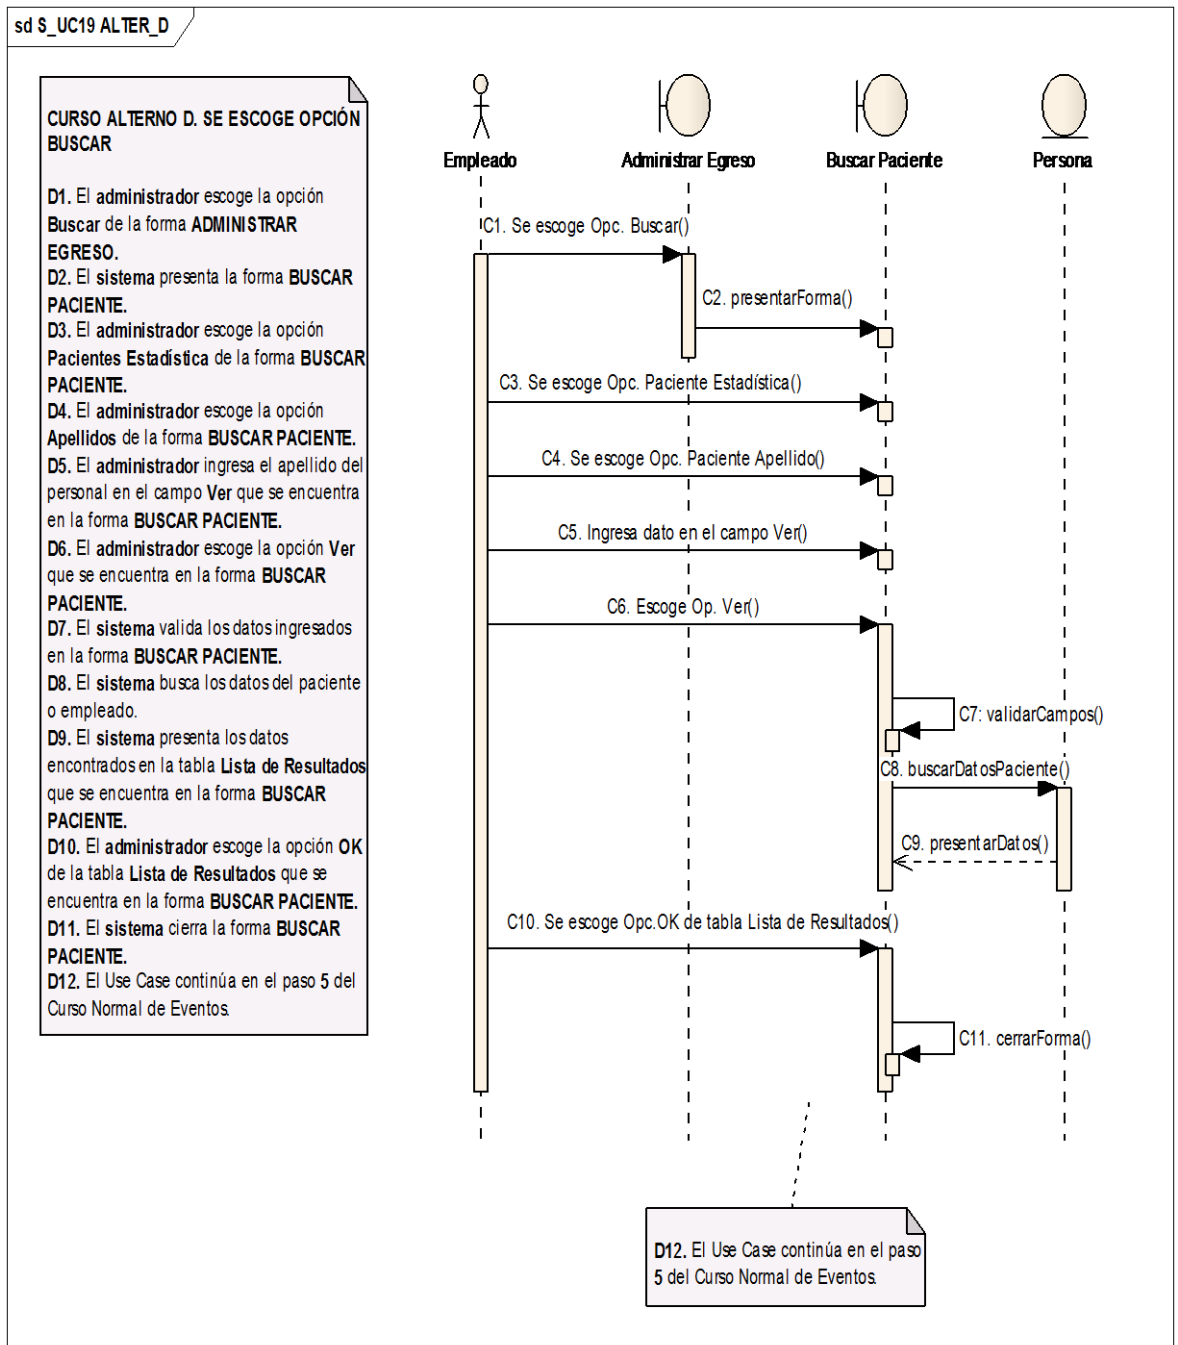 sd S_UC19 ALTER_D
CURSO ALTERNO D. SE ESCOGE OPCIÓN
BUSCAR
D1. El administrador escoge la opción
Buscar de la forma ADMINISTRAR
EGRESO.
D2. El sistema presenta la forma BUSCAR
PACIENTE.
D3. El administrador escoge la opción
Pacientes Estadística de la forma BUSCAR
PACIENTE.
D4. El administrador escoge la opción
Apellidos de la forma BUSCAR PACIENTE.
D5. El administrador ingresa el apellido del
personal en el campo Ver que se encuentra
en la forma BUSCAR PACIENTE.
D6. El administrador escoge la opción Ver
que se encuentra en la forma BUSCAR
PACIENTE.
D7. El sistema valida los datos ingresados
en la forma BUSCAR PACIENTE.
D8. El sistema busca los datos del paciente
o empleado.
D9. El sistema presenta los datos
encontrados en la tabla Lista de Resultados
que se encuentra en la forma BUSCAR
PACIENTE.
D10. El administrador escoge la opción OK
de la tabla Lista de Resultados que se
encuentra en la forma BUSCAR PACIENTE.
D11. El sistema cierra la forma BUSCAR
PACIENTE.
D12. El Use Case continúa en el paso 5 del
Curso Normal de Eventos.
Empleado
Administrar Egreso
Buscar Paciente
Persona
C1. Se escoge Opc. Buscar()
C2. presentarForma()
C3. Se escoge Opc. Paciente Estadística()
C4. Se escoge Opc. Paciente Apellido()
C5. Ingresa dato en el campo Ver()
C6. Escoge Op. Ver()
C7: validarCampos()
C8. buscarDatosPaciente()
C9. presentarDatos()
C10. Se escoge Opc.OK de tabla Lista de Resultados()
C11. cerrarForma()
D12. El Use Case continúa en el paso
5 del Curso Normal de Eventos.